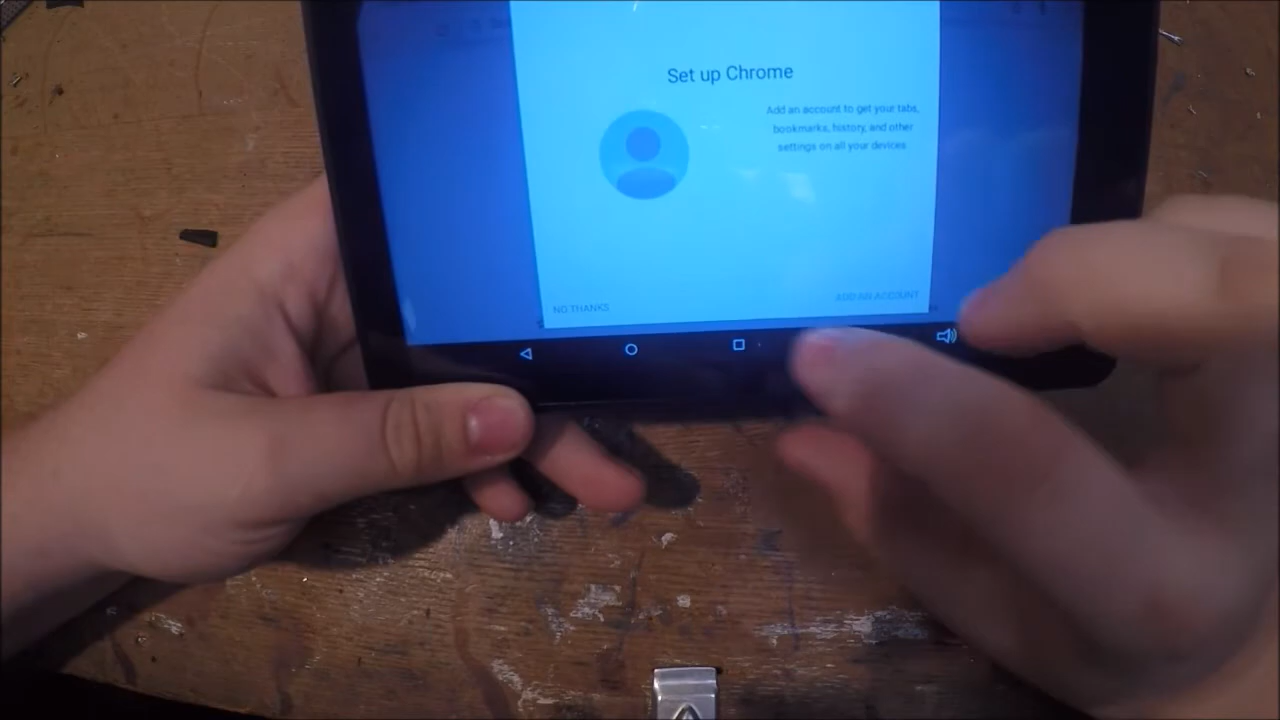 Set up Chrome
Add an account to get your tabs,
bookmarks, history, and other
settings on all your devices
NO THANKS
ADD AN ACCOUNT